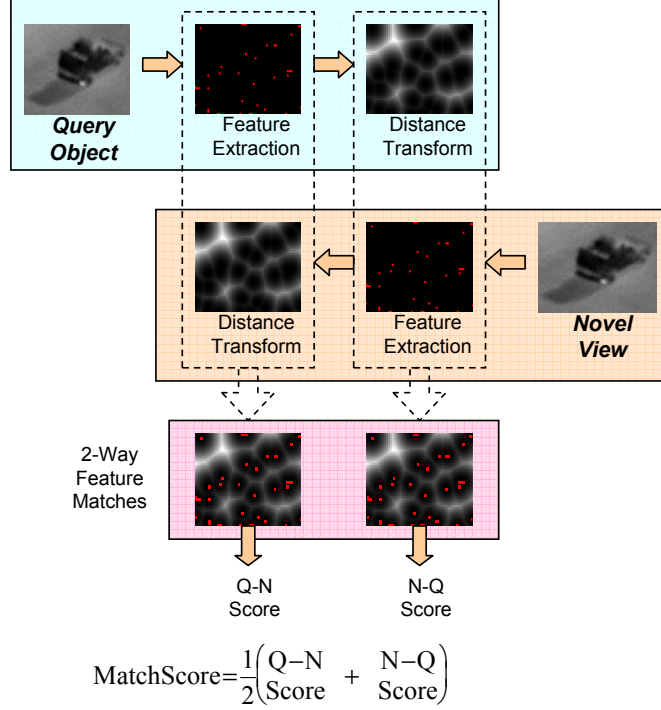 Query
Object
Feature
Extraction
Distance
Transform
Distance
Transform
Feature
Extraction
Novel
View
2-Way
Feature
Matches
Q-N
Score
N-Q
Score
MatchScore=1/2(Q−N Score + N−Q Score)